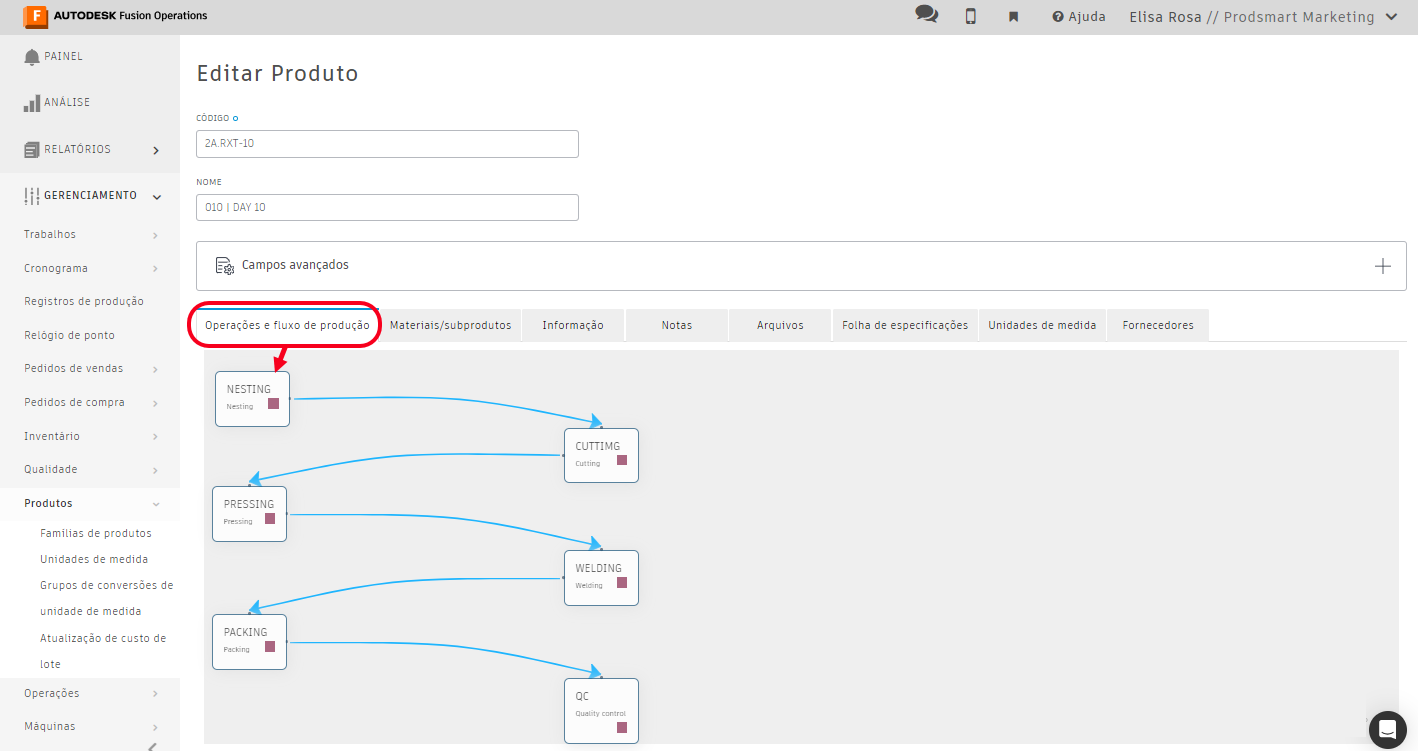 F AUTODESK Fusion Operations
Ajuda
Elisa Rosa // Prodsmart Marketing
PAINEL
ANÁLISE
RELATÓRIOS
GERENCIAMENTO
Trabalhos
Cronograma
Registros de produção
Relógio de ponto
Pedidos de vendas
Pedidos de compra
Inventário
Qualidade
Produtos
Famílias de produtos
Unidades de medida
Grupos de conversões de
unidade de medida
Atualização de custo de
lote
Operações
Máquinas
Editar Produto
CÓDIGO
2A.RXT-10
NOME
010 | DAY 10
Campos avançados
Operações e fluxo de produção
Materiais/subprodutos
Informação
Notas
Arquivos
Folha de especificações
Unidades de medida
Fornecedores
NESTING
Nesting
CUTTIMG
Cutting
PRESSING
Pressing
WELDING
Welding
PACKING
Packing
QC
Quality control